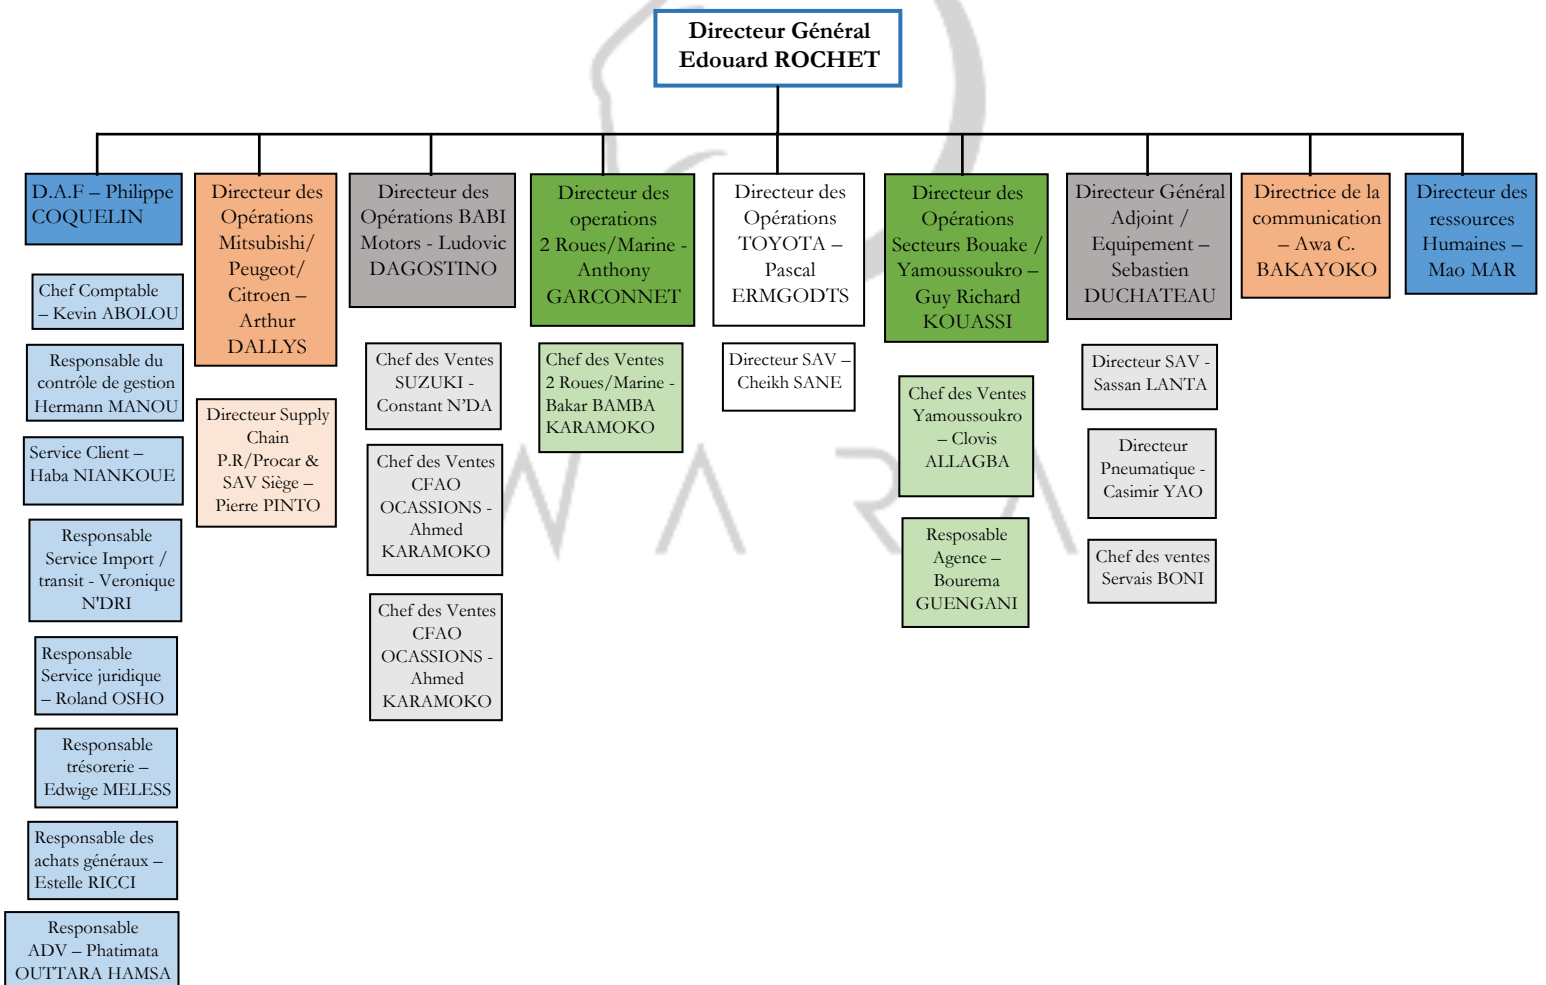 Directeur Général
Edouard ROCHET
D.A.F – Philippe
COQUELIN
Chef Comptable
– Kevin ABOLOU
Responsable du
contrôle de gestion
Hermann MANOU
Service Client –
Haba NIANKOUE
Responsable
Service Import /
transit - Veronique
N'DRI
Responsable
Service juridique
– Roland OSHO
Responsable
trésorerie –
Edwige MELESS
Responsable des
achats généraux –
Estelle RICCI
Responsable
ADV – Phatimata
OUTTARA HAMSA
Directeur des
Opérations
Mitsubishi/
Peugeot/
Citroen –
Arthur
DALLYS
Directeur Supply
Chain
P.R/Procar &
SAV Siège –
Pierre PINTO
Directeur des
Opérations BABI
Motors - Ludovic
DAGOSTINO
Chef des Ventes
SUZUKI -
Constant N’DA
Chef des Ventes
CFAO
OCASSIONS -
Ahmed
KARAMOKO
Chef des Ventes
CFAO
OCASSIONS -
Ahmed
KARAMOKO
Directeur des
operations
2 Roues/Marine -
Anthony
GARCONNET
Chef des Ventes
2 Roues/Marine -
Bakar BAMBA
KARAMOKO
Directeur des
Opérations
TOYOTA –
Pascal
ERMGODTS
Directeur SAV –
Cheikh SANE
Directeur des
Opérations
Secteurs Bouake /
Yamoussoukro –
Guy Richard
KOUASSI
Chef des Ventes
Yamoussoukro
– Clovis
ALLAGBA
Resposable
Agence –
Bourema
GUENGANI
Directeur Général
Adjoint /
Equipement –
Sebastien
DUCHATEAU
Directeur SAV -
Sassan LANTA
Directeur
Pneumatique -
Casimir YAO
Chef des ventes
Servais BONI
Directrice de la
communication
– Awa C.
BAKAYOKO
Directeur des
ressources
Humaines –
Mao MAR